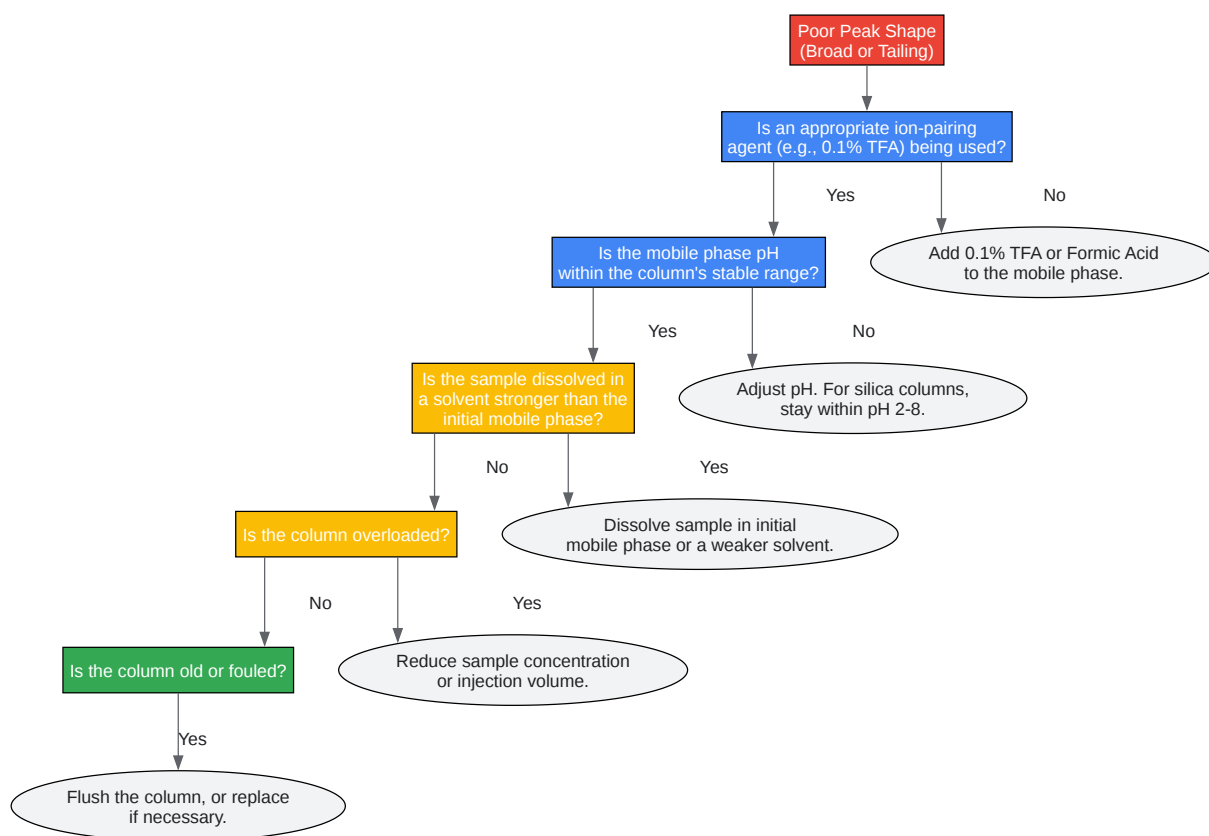 Poor Peak Shape
(Broad or Tailing)
Is an appropriate ion-pairing
agent (e.g., 0.1% TFA) being used?
Yes
No
Is the mobile phase pH
within the column's stable range?
Add 0.1% TFA or Formic Acid
to the mobile phase.
Yes
No
Is the sample dissolved in
a solvent stronger than the
initial mobile phase?
Adjust pH. For silica columns,
stay within pH 2-8.
No
Yes
Is the column overloaded?
Dissolve sample in initial
mobile phase or a weaker solvent.
No
Yes
Is the column old or fouled?
Reduce sample concentration
or injection volume.
Yes
Flush the column, or replace
if necessary.